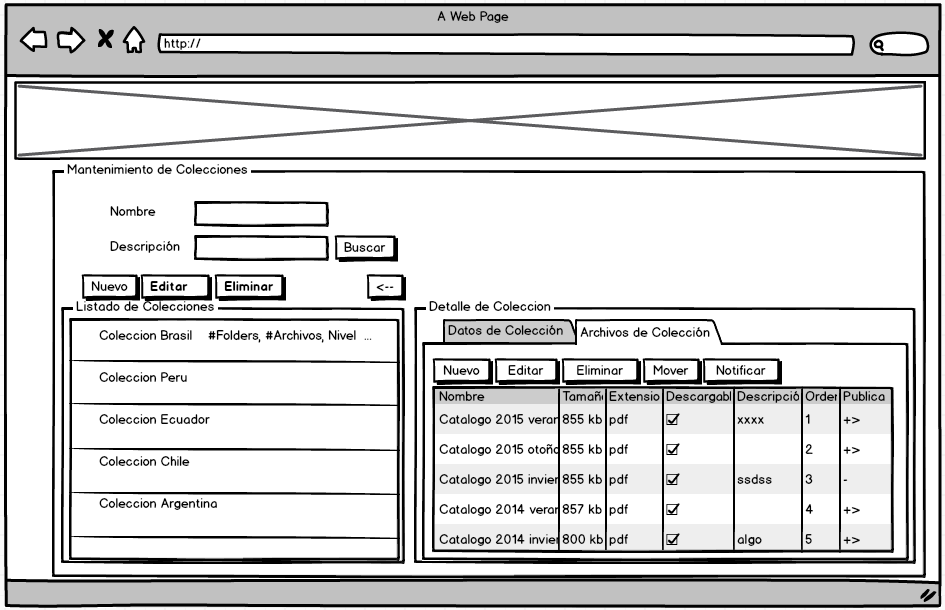 A Web Page
http://
Mantenimiento de Colecciones
Nombre
Descripción Buscar
Nuevo Editar Eliminar <--
Listado de Colecciones
Coleccion Brasil #Folders, #Archivos, Nivel ...
Coleccion Peru
Coleccion Ecuador
Coleccion Chile
Coleccion Argentina
Detalle de Coleccion
Datos de Colección Archivos de Colección
Nuevo Editar Eliminar Mover Notificar
Nombre Tamañ Extensio Descargabl Descripció Order Publica
Catalogo 2015 verar 855 kb pdf xxxx 1 +>
Catalogo 2015 otoño 855 kb pdf 2 +>
Catalogo 2015 invier 855 kb pdf ssdss 3 -
Catalogo 2014 verar 857 kb pdf 4 +>
Catalogo 2014 invier 800 kb pdf algo 5 +>